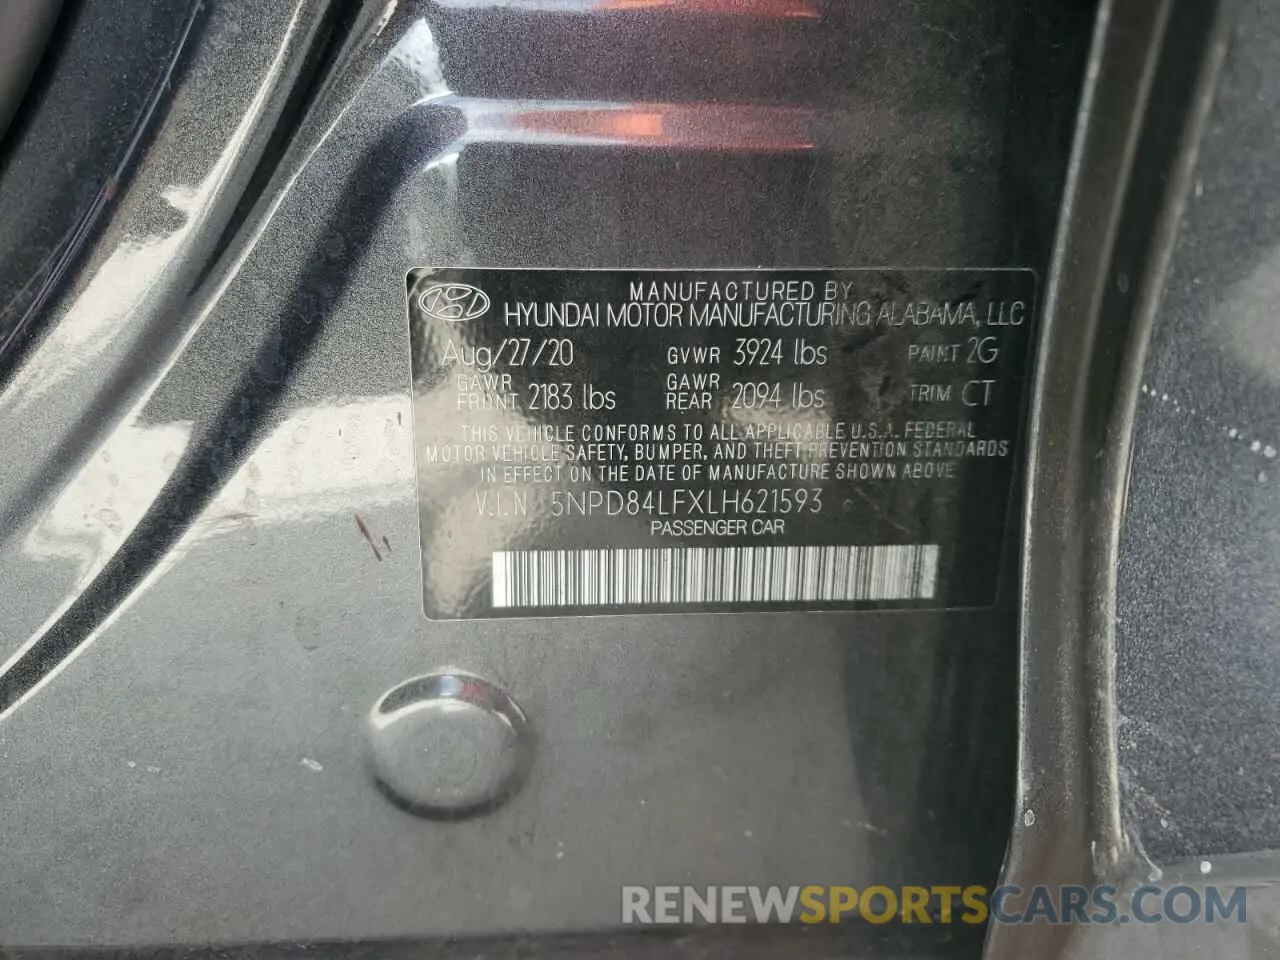 MANUFACTURED BY
HYUNDAI MOTOR MANUFACTURING ALABAMA, LLC
Aug/27/20 GVWR 3924 lbs PAINT 2G
GAWR FRONT 2183 lbs GAWR REAR 2094 lbs TRIM CT
THIS VEHICLE CONFORMS TO ALL APPLICABLE U.S.A. FEDERAL
MOTOR VEHICLE SAFETY, BUMPER, AND THEFT PREVENTION STANDARDS
IN EFFECT ON THE DATE OF MANUFACTURE SHOWN ABOVE
V.I.N 5NPD84LFXLH621593
PASSENGER CAR
RENEWSPORTSCARS.COM